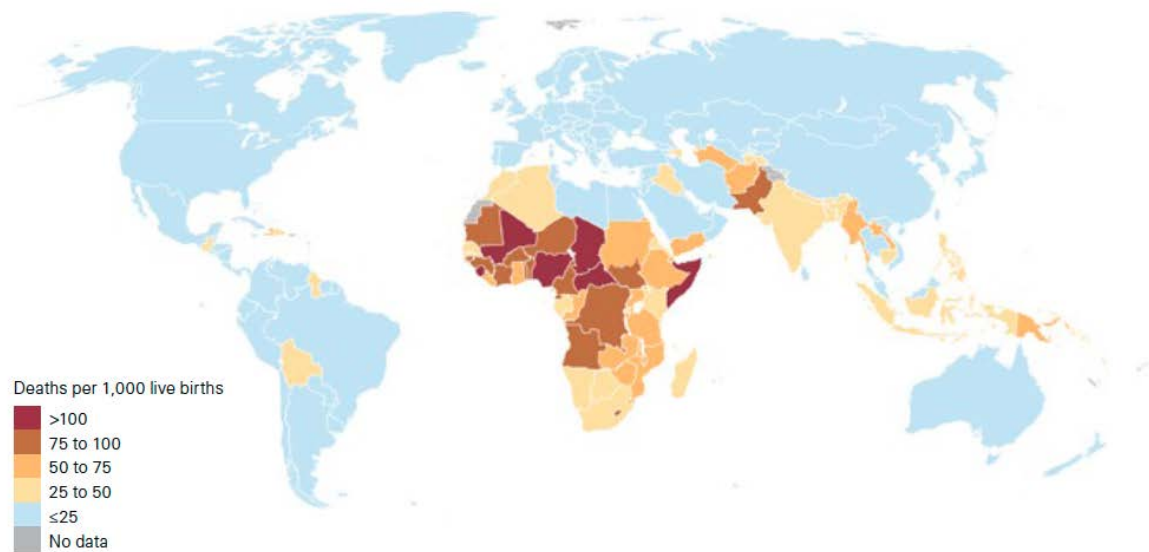 Deaths per 1,000 live births
>100
75 to 100
50 to 75
25 to 50
≤25
No data